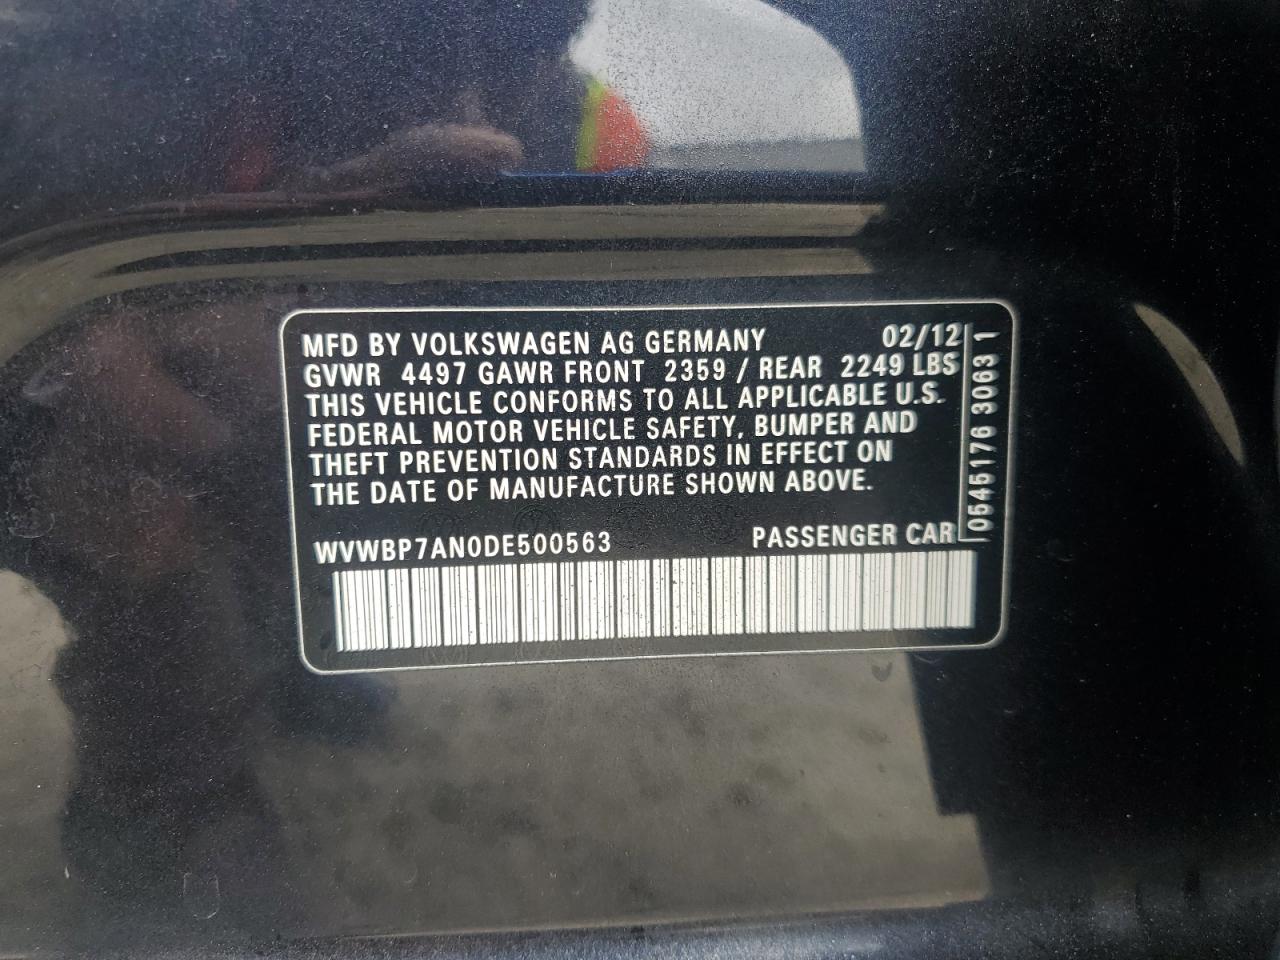 MFD BY VOLKSWAGEN AG GERMANY 02/12
GVWR 4497 GAWR FRONT 2359 / REAR 2249 LBS
THIS VEHICLE CONFORMS TO ALL APPLICABLE U.S.
FEDERAL MOTOR VEHICLE SAFETY, BUMPER AND
THEFT PREVENTION STANDARDS IN EFFECT ON
THE DATE OF MANUFACTURE SHOWN ABOVE.
WVWBP7AN0DE500563 PASSENGER CAR
0545176 3063 1